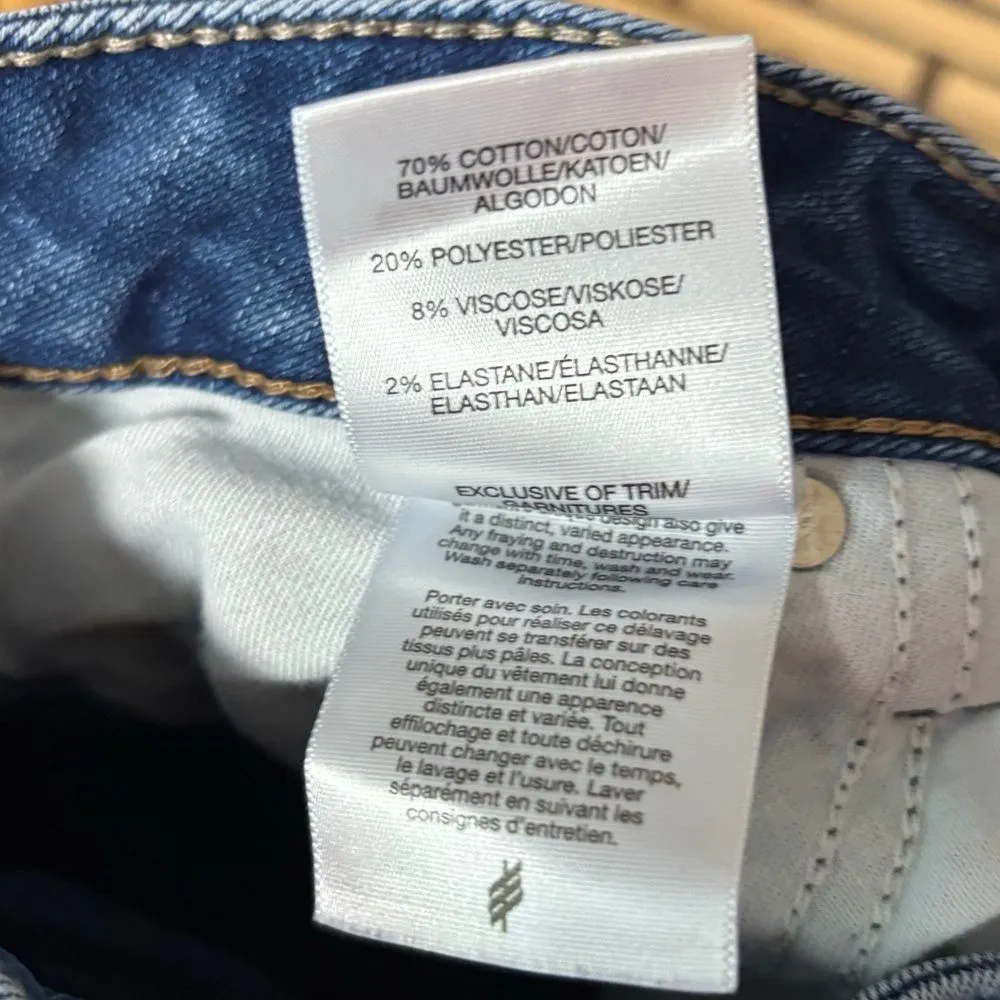 70% COTTON/COTON/
BAUMWOLLE/KATOEN/
ALGODON
20% POLYESTER/POLIESTER
8% VISCOSE/VISKOSE/
VISCOSA
2% ELASTANE/ÉLASTHANNE/
ELASTHAN/ELASTAAN
EXCLUSIVE OF TRIM/
GARNITURES
design also give
it a distinct, varied appearance.
Any fraying and destruction may
change with time, wash and wear.
Wash separately following care
instructions.
Porter avec soin. Les colorants
utilisés pour réaliser ce délavage
peuvent se transférer sur des
tissus plus pâles. La conception
unique du vêtement lui donne
également une apparence
distincte et variée. Tout
effilochage et toute déchirure
peuvent changer avec le temps,
le lavage et l'usure. Laver
séparément en suivant les
consignes d'entretien.